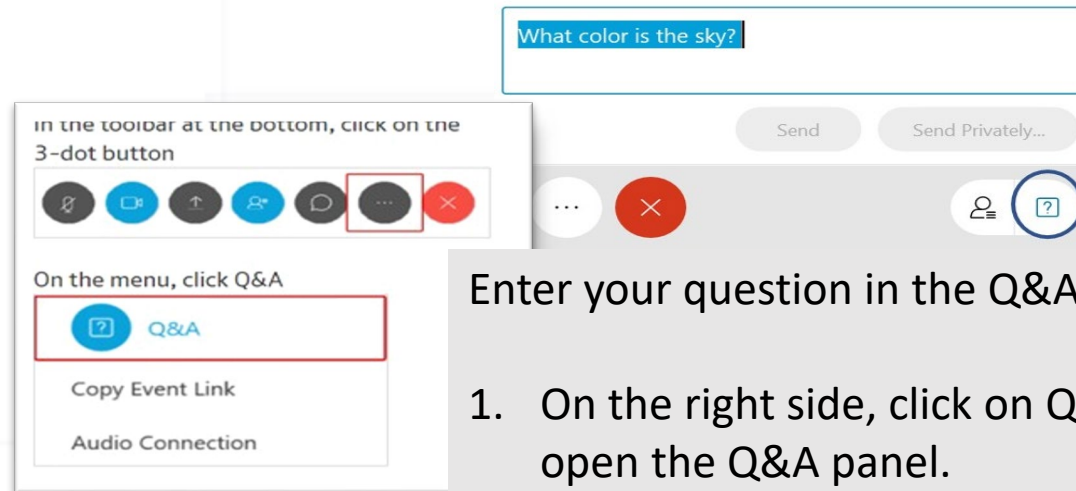 What color is the sky?
Send
Send Privately...
In the toolbar at the bottom, click on the
3-dot button
On the menu, click Q&A
Q&A
Copy Event Link
Audio Connection
Enter your question in the Q&A
1. On the right side, click on Q
open the Q&A panel.